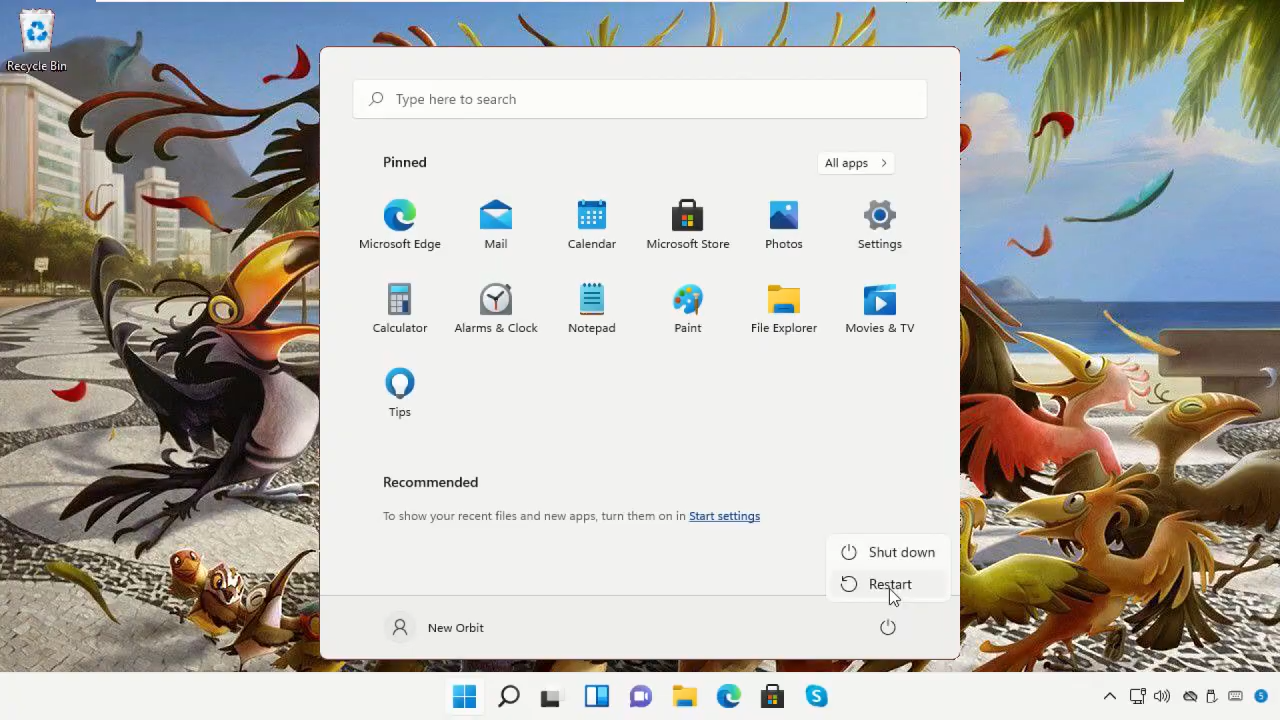 Recycle Bin
Type here to search
Pinned
All apps
Microsoft Edge
Mail
Calendar
Microsoft Store
Photos
Settings
Calculator
Alarms & Clock
Notepad
Paint
File Explorer
Movies & TV
Tips
Recommended
To show your recent files and new apps, turn them on in Start settings
Shut down
Restart
New Orbit
5